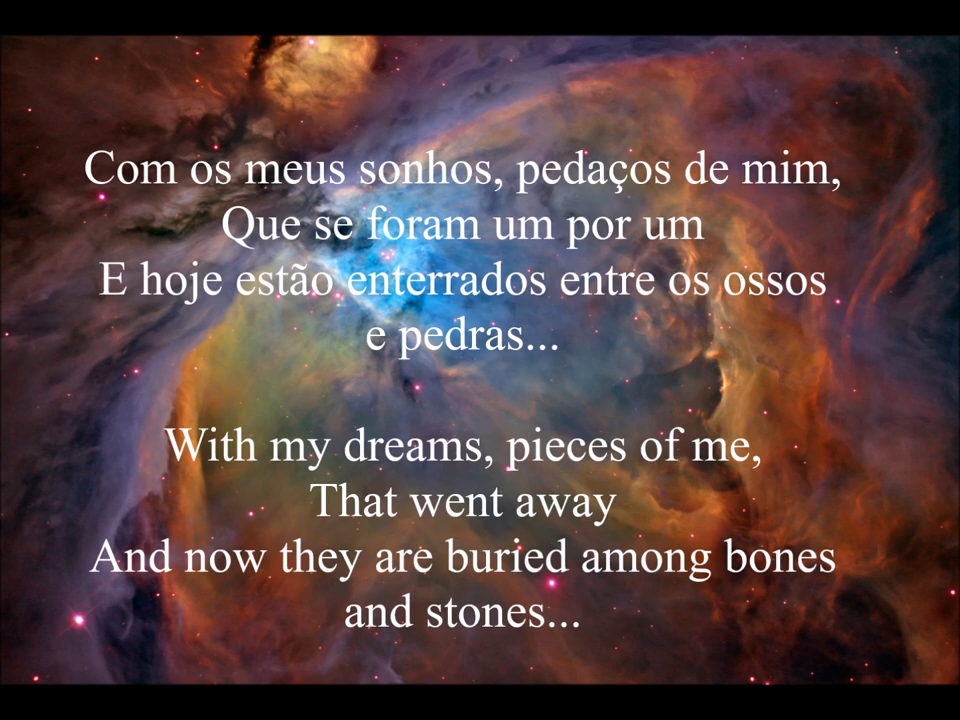 Com os meus sonhos, pedaços de mim,
Que se foram um por um
E hoje estão enterrados entre os ossos
e pedras...
With my dreams, pieces of me,
That went away
And now they are buried among bones
and stones...